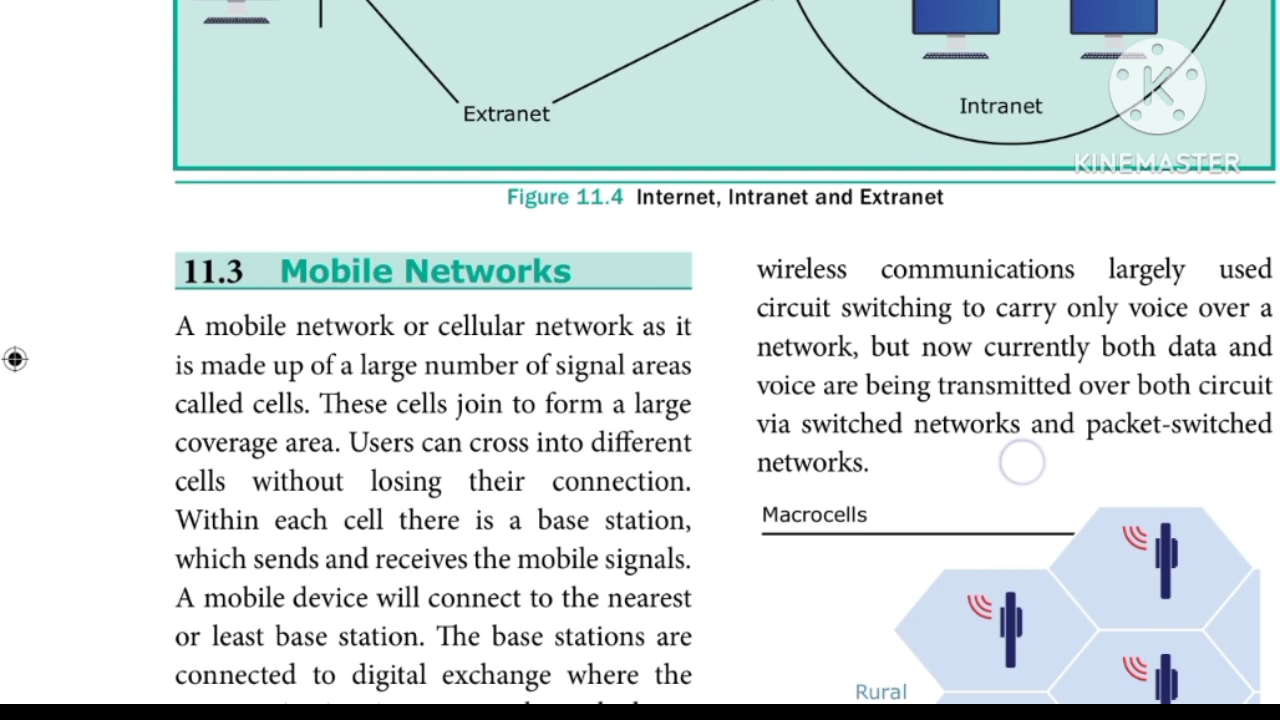 Extranet
Intranet
KINEMASTER
Figure 11.4 Internet, Intranet and Extranet
11.3 Mobile Networks
A mobile network or cellular network as it
is made up of a large number of signal areas
called cells. These cells join to form a large
coverage area. Users can cross into different
cells without losing their connection.
Within each cell there is a base station,
which sends and receives the mobile signals.
A mobile device will connect to the nearest
or least base station. The base stations are
connected to digital exchange where the
wireless communications largely used
circuit switching to carry only voice over a
network, but now currently both data and
voice are being transmitted over both circuit
via switched networks and packet-switched
networks.
Macrocells
Rural